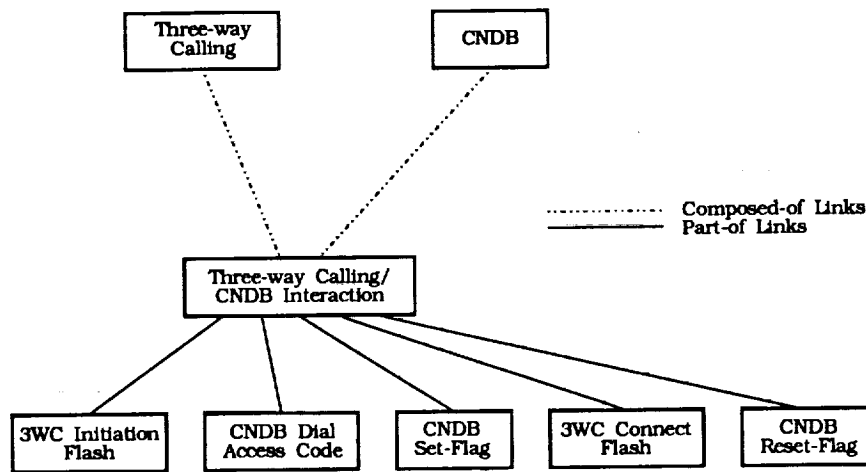 Three-way
Calling
CNDB
Composed-of Links
Part-of Links
Three-way Calling/
CNDB Interaction
3WC Initiation
Flash
CNDB Dial
Access Code
CNDB
Set-Flag
3WC Connect
Flash
CNDB
Reset-Flag